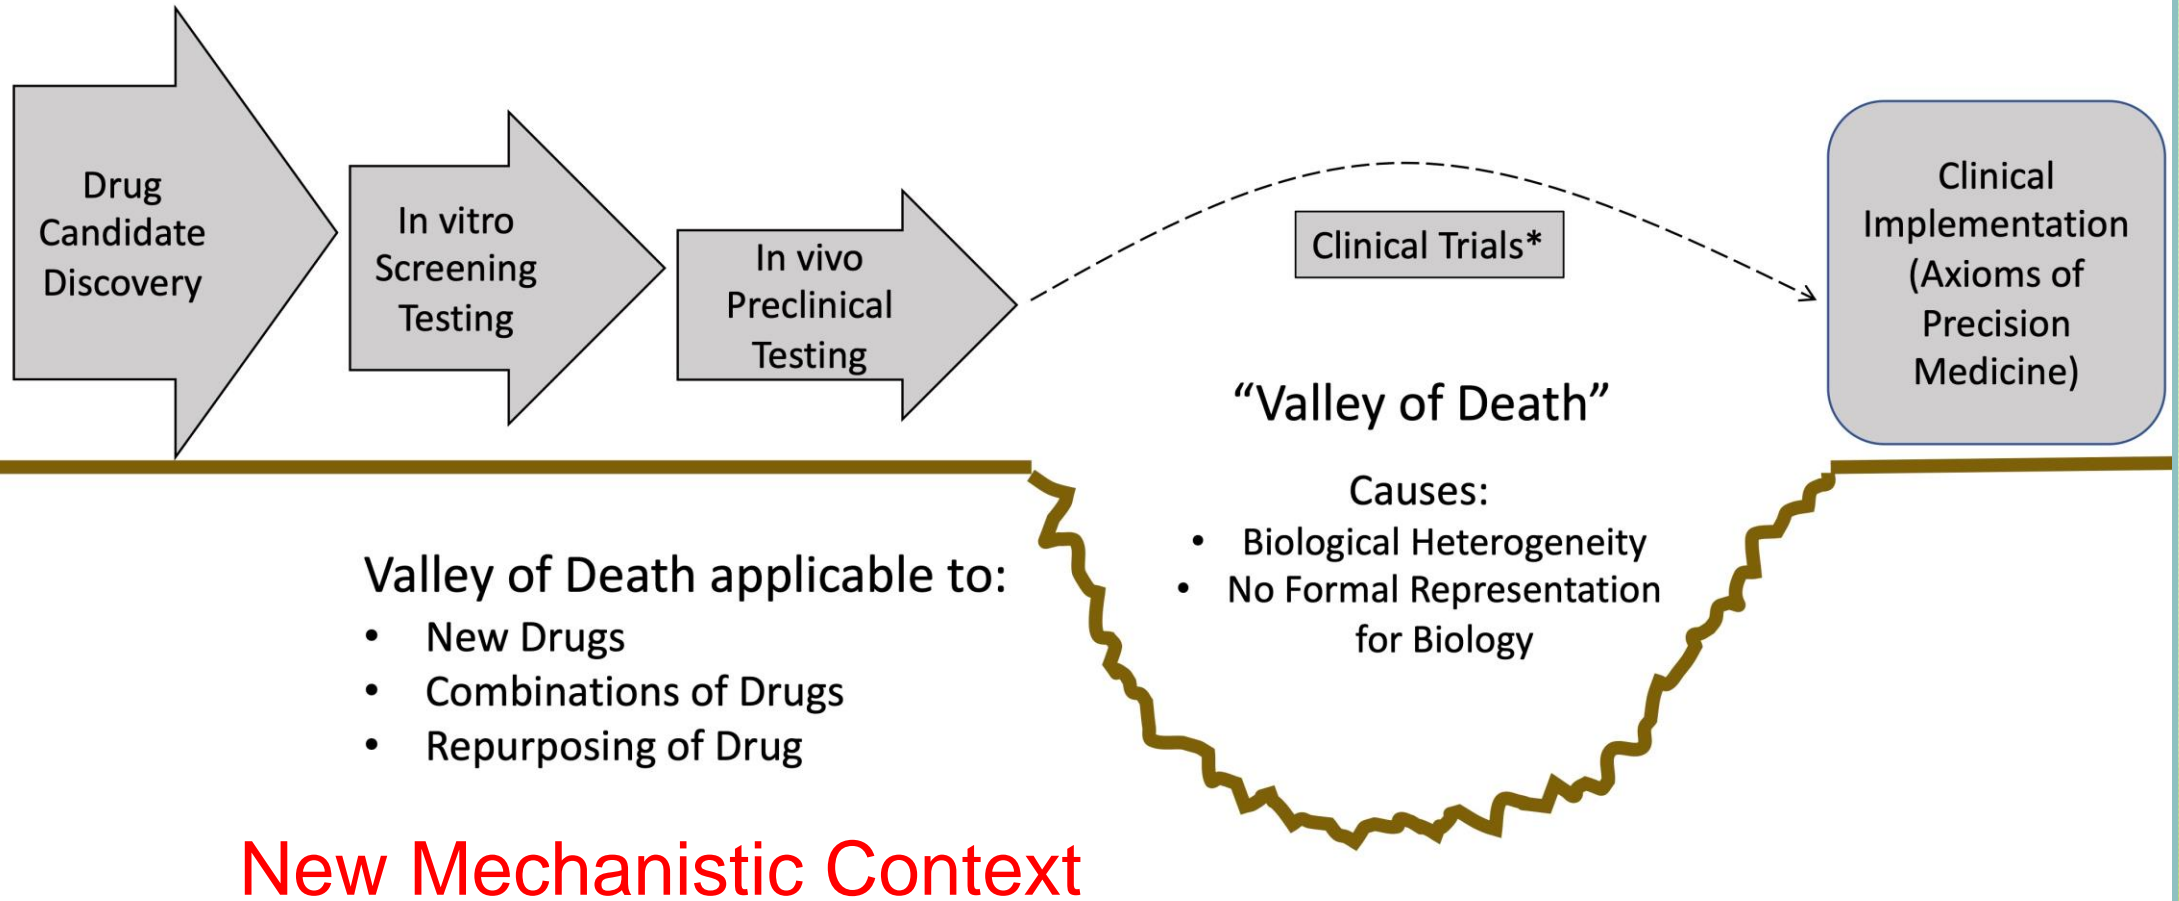 Drug
Candidate
Discovery
In vitro
Screening
Testing
In vivo
Preclinical
Testing
Clinical Trials*
Clinical
Implementation
(Axioms of
Precision
Medicine)
“Valley of Death”
Causes:
• Biological Heterogeneity
• No Formal Representation
for Biology
Valley of Death applicable to:
• New Drugs
• Combinations of Drugs
• Repurposing of Drug
New Mechanistic Context